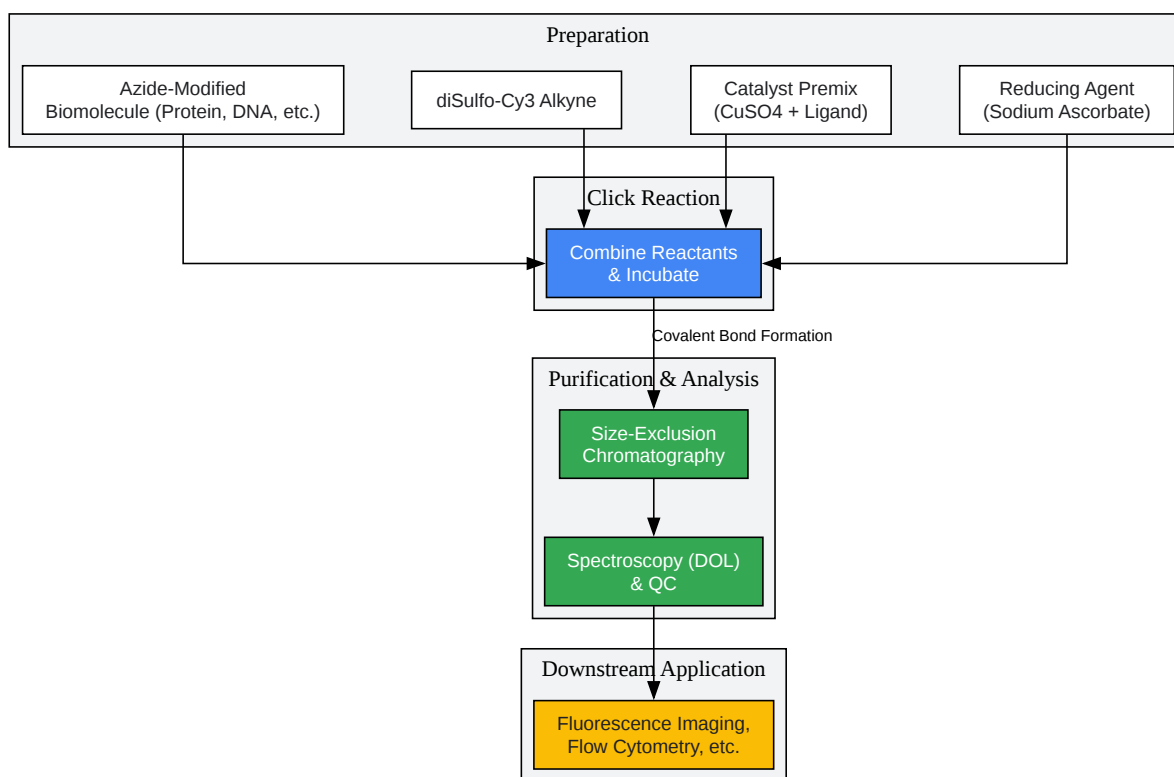 Preparation
Azide-Modified
Biomolecule (Protein, DNA, etc.)
diSulfo-Cy3 Alkyne
Catalyst Premix
(CuSO4 + Ligand)
Reducing Agent
(Sodium Ascorbate)
Click Reaction
Combine Reactants
& Incubate
Covalent Bond Formation
Purification & Analysis
Size-Exclusion
Chromatography
Spectroscopy (DOL)
& QC
Downstream Application
Fluorescence Imaging,
Flow Cytometry, etc.